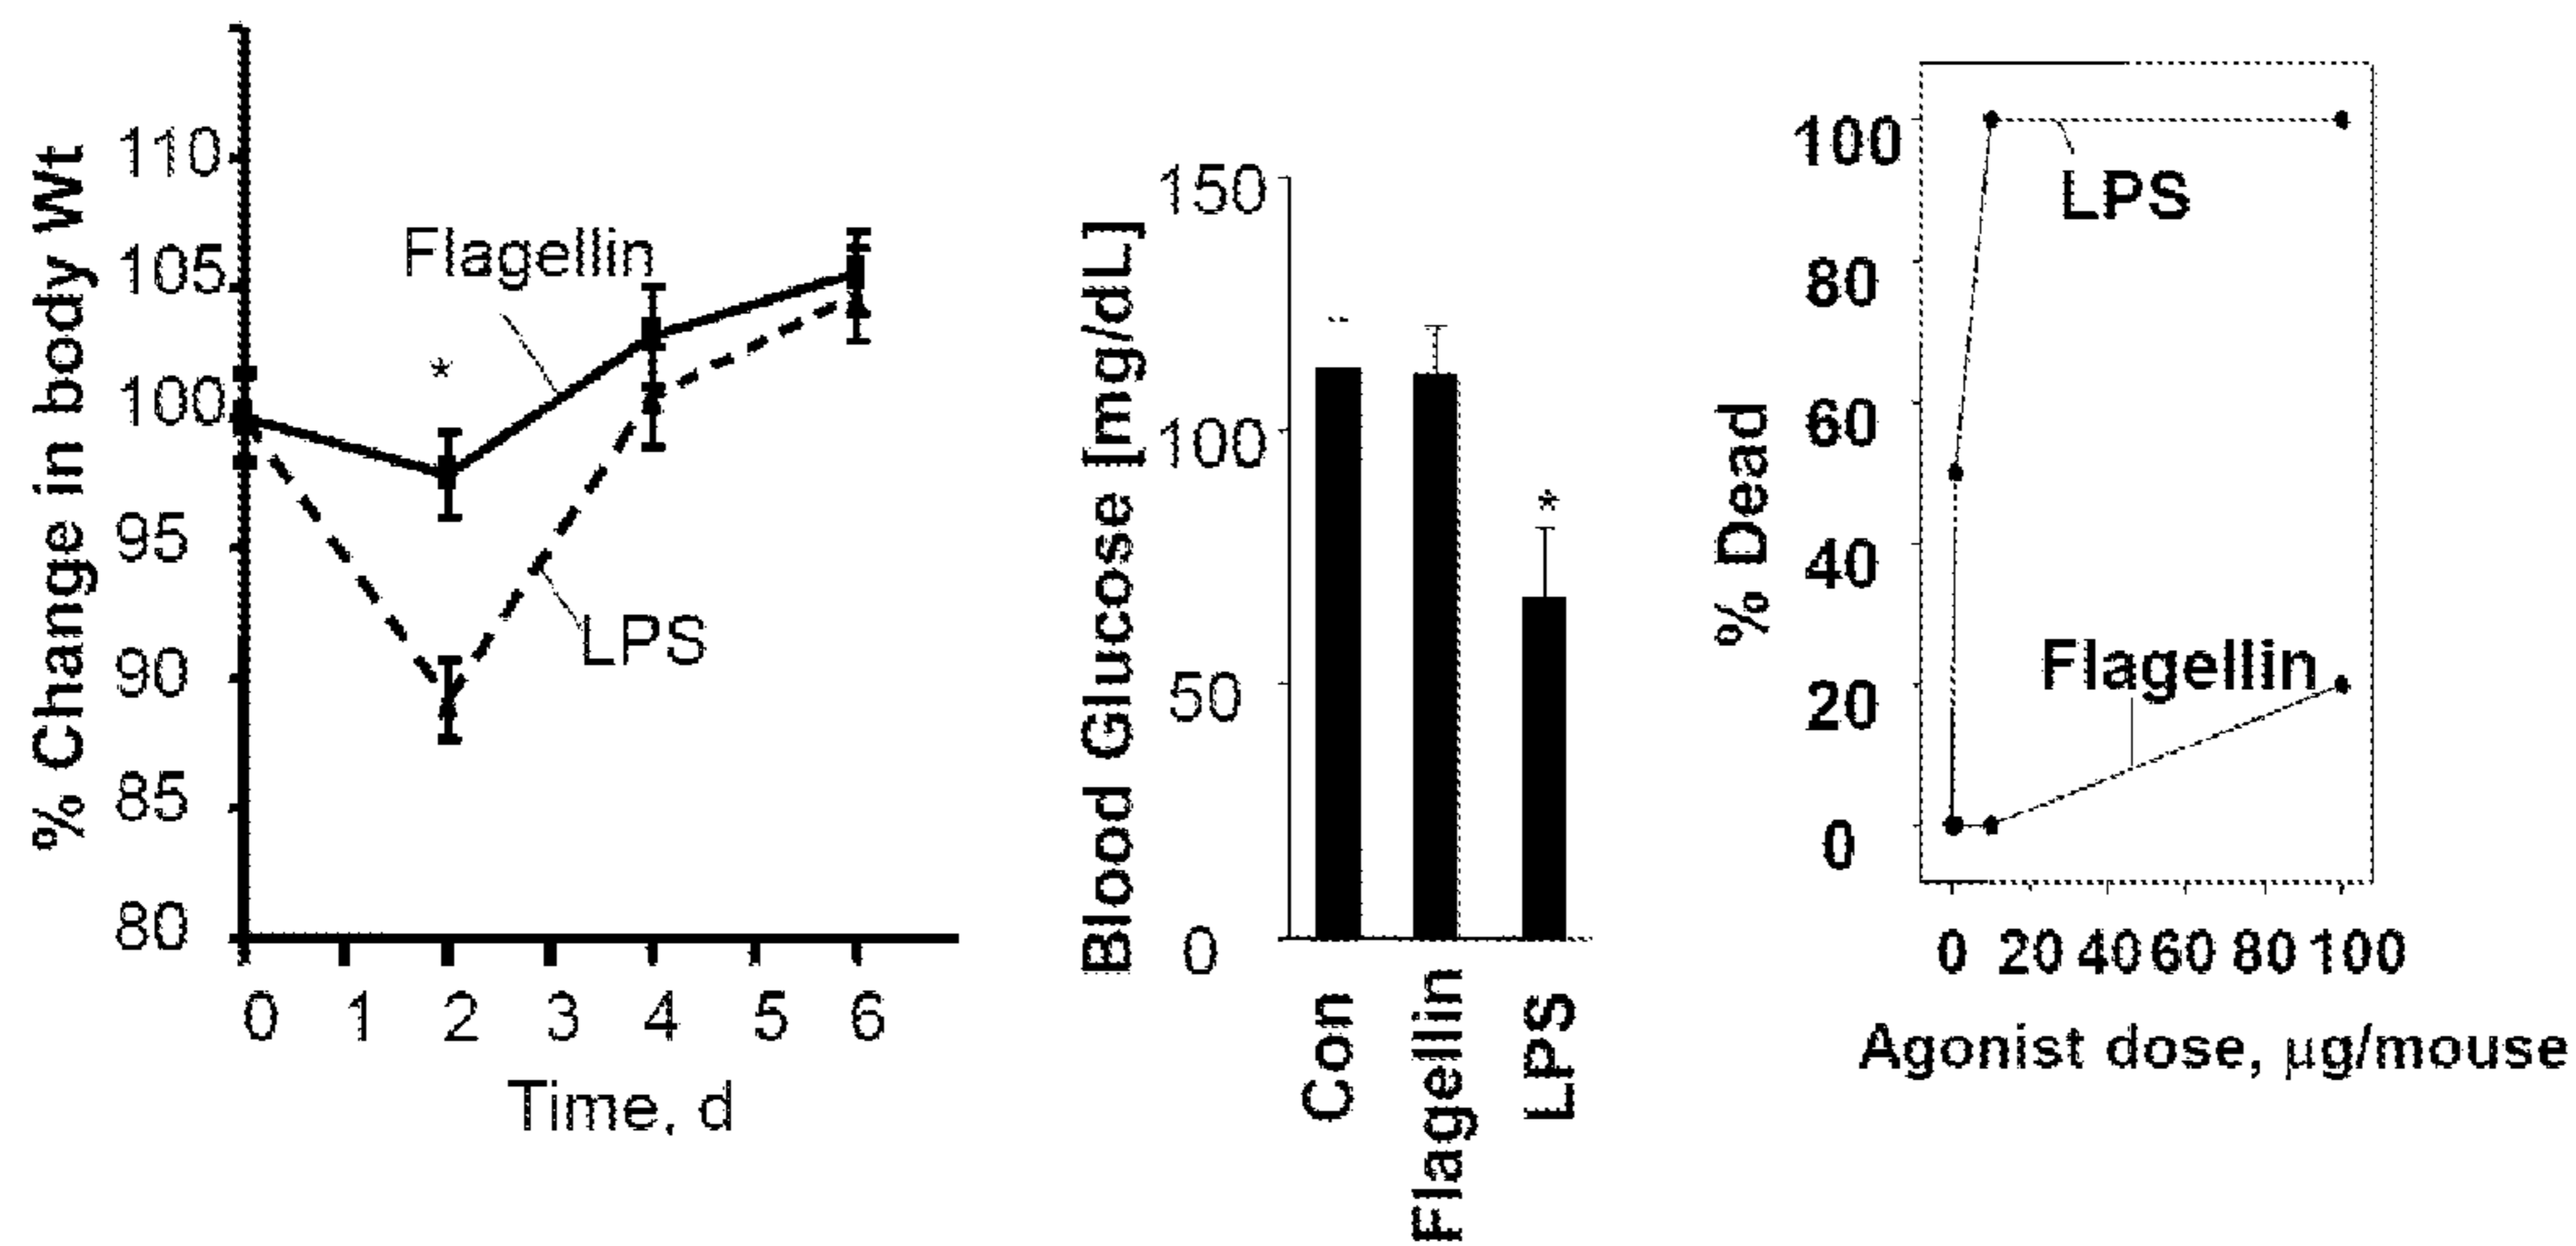 % Change in body Wt
110
105
100
95
90
85
80
Flagellin
*
LPS
0 1 2 3 4 5 6
Time, d
Blood Glucose [mg/dL]
150
100
50
0
*
Con
Flagellin
LPS
% Dead
100
80
60
40
20
0
LPS
Flagellin
0 20 40 60 80 100
Agonist dose, µg/mouse